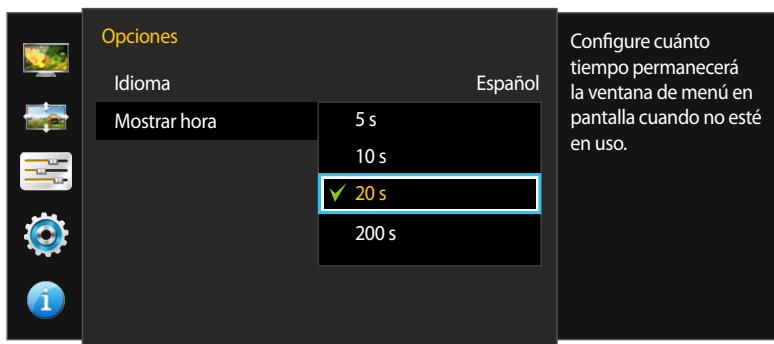 Opciones
Idioma Español
Mostrar hora
5 s
10 s
20 s
200 s
Configure cuánto
tiempo permanecerá
la ventana de menú en
pantalla cuando no esté
en uso.